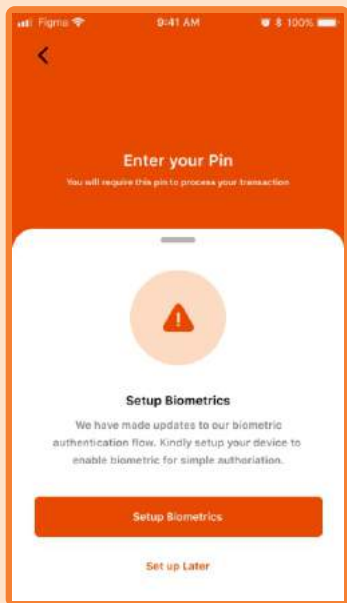 Figma 9:41 AM 100%
Enter your Pin
You will require this pin to process your transaction
Setup Biometrics
We have made updates to our biometric
authentication flow. Kindly setup your device to
enable biometric for simple authoriation.
Setup Biometrics
Set up Later